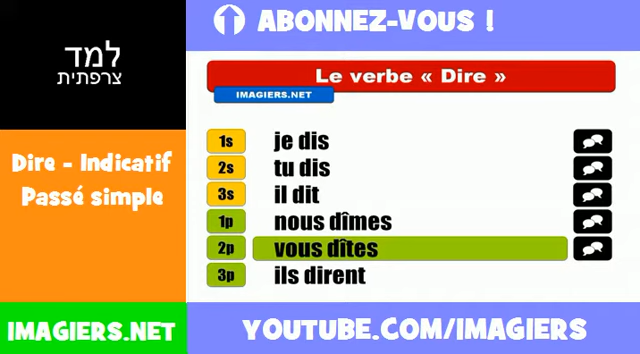 למד
צרפתית
Dire - Indicatif
Passé simple
IMAGIERS.NET
ABONNEZ-VOUS !
Le verbe « Dire »
IMAGIERS.NET
1s je dis
2s tu dis
3s il dit
1p nous dîmes
2p vous dîtes
3p ils dirent
YOUTUBE.COM/IMAGIERS